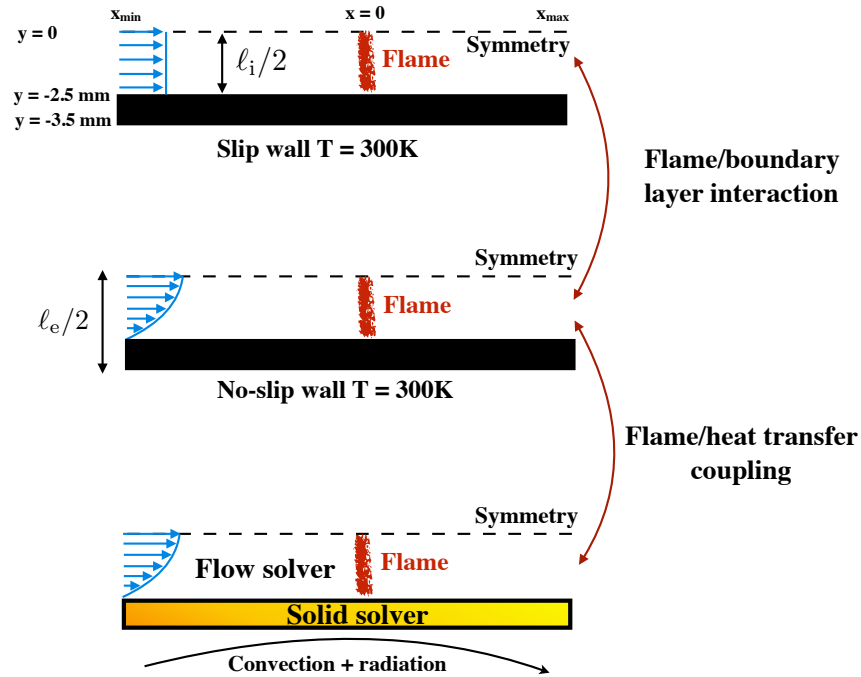 x_min
x = 0
x_max
y = 0
Symmetry
ℓ_i/2
Flame
y = -2.5 mm
y = -3.5 mm
Slip wall T = 300K
Flame/boundary
layer interaction
Symmetry
ℓ_e/2
Flame
No-slip wall T = 300K
Flame/heat transfer
coupling
Symmetry
Flow solver
Flame
Solid solver
Convection + radiation